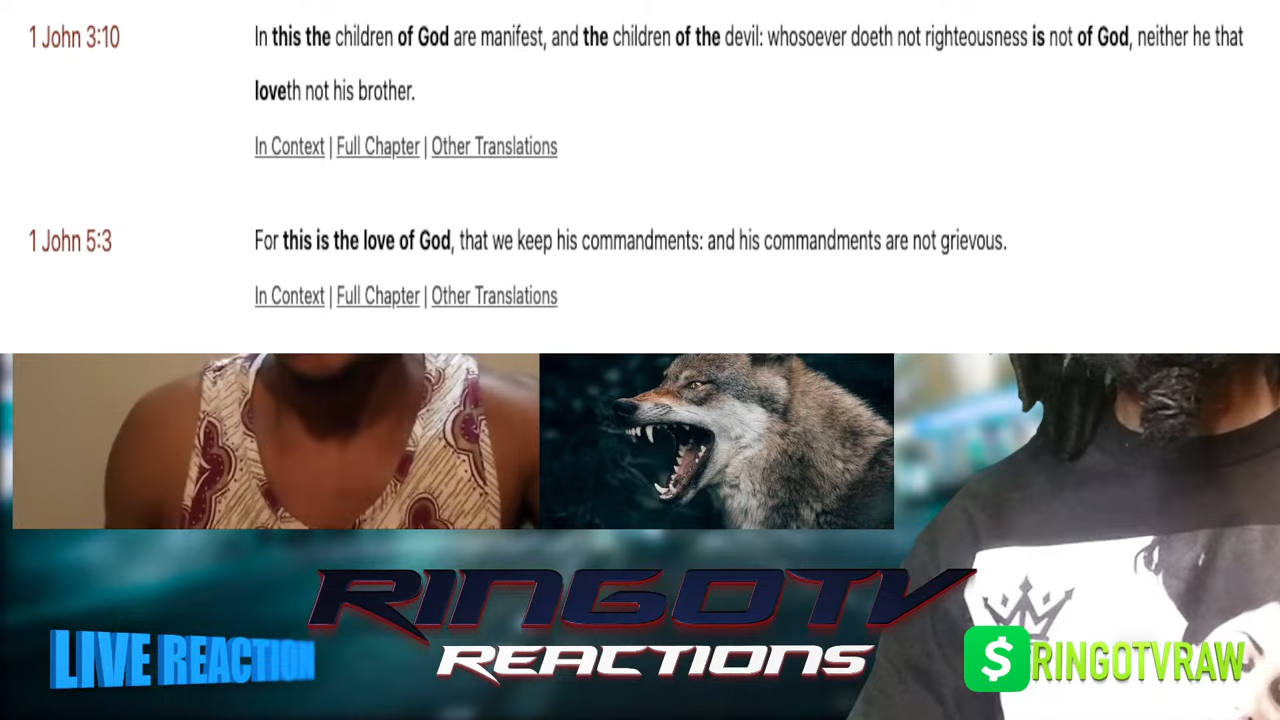 1 John 3:10
In this the children of God are manifest, and the children of the devil: whosoever doeth not righteousness is not of God, neither he that
loveth not his brother.
In Context | Full Chapter | Other Translations
1 John 5:3
For this is the love of God, that we keep his commandments: and his commandments are not grievous.
In Context | Full Chapter | Other Translations
RINGOTV
REACTIONS
LIVE REACTION
$RINGOTVRAW